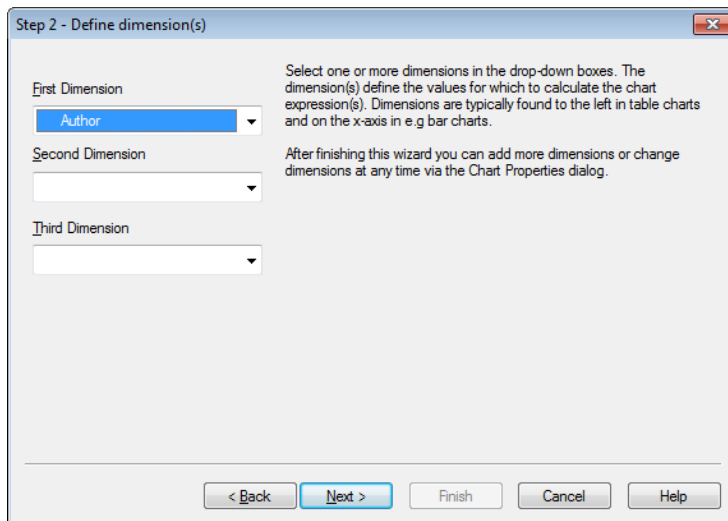 Step 2 - Define dimension(s)
First Dimension
Author
Second Dimension
Third Dimension
Select one or more dimensions in the drop-down boxes. The
dimension(s) define the values for which to calculate the chart
expression(s). Dimensions are typically found to the left in table charts
and on the x-axis in e.g bar charts.
After finishing this wizard you can add more dimensions or change
dimensions at any time via the Chart Properties dialog.
< Back
Next >
Finish
Cancel
Help